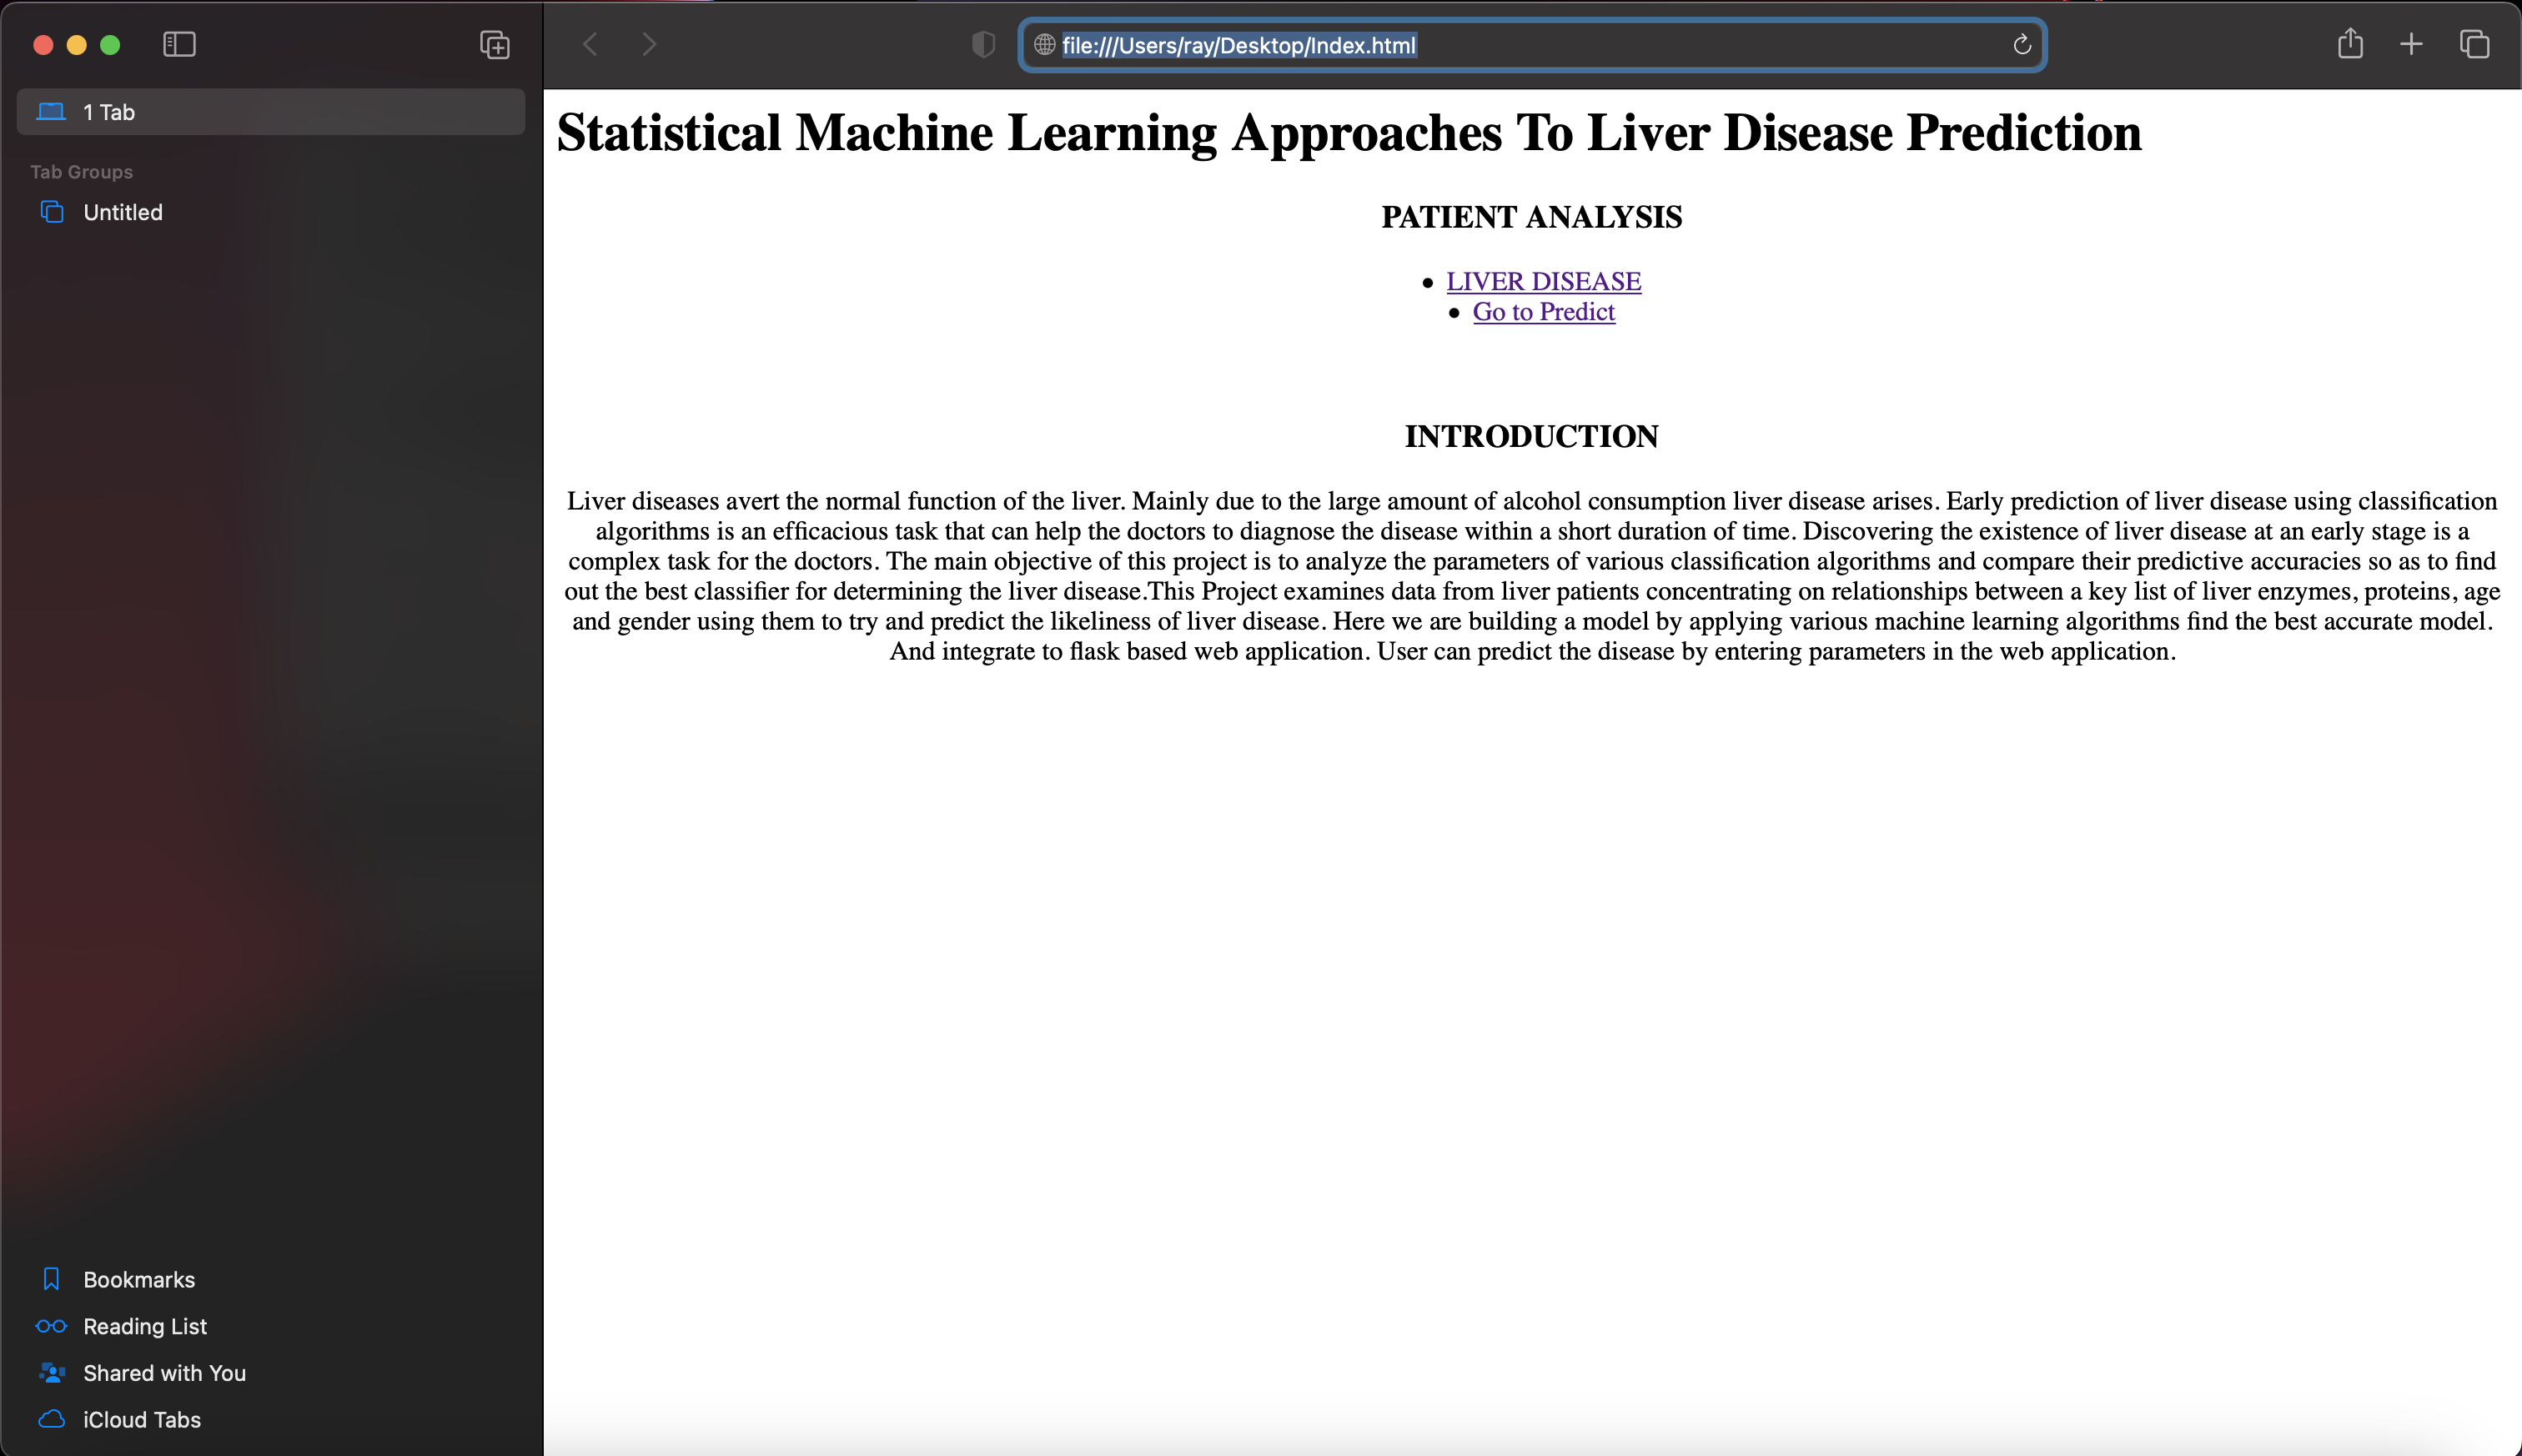 file:///Users/ray/Desktop/Index.html
1 Tab
Tab Groups
Untitled
Bookmarks
Reading List
Shared with You
iCloud Tabs
Statistical Machine Learning Approaches To Liver Disease Prediction
PATIENT ANALYSIS
• LIVER DISEASE
• Go to Predict
INTRODUCTION
Liver diseases avert the normal function of the liver. Mainly due to the large amount of alcohol consumption liver disease arises. Early prediction of liver disease using classification
algorithms is an efficacious task that can help the doctors to diagnose the disease within a short duration of time. Discovering the existence of liver disease at an early stage is a
complex task for the doctors. The main objective of this project is to analyze the parameters of various classification algorithms and compare their predictive accuracies so as to find
out the best classifier for determining the liver disease.This Project examines data from liver patients concentrating on relationships between a key list of liver enzymes, proteins, age
and gender using them to try and predict the likeliness of liver disease. Here we are building a model by applying various machine learning algorithms find the best accurate model.
And integrate to flask based web application. User can predict the disease by entering parameters in the web application.